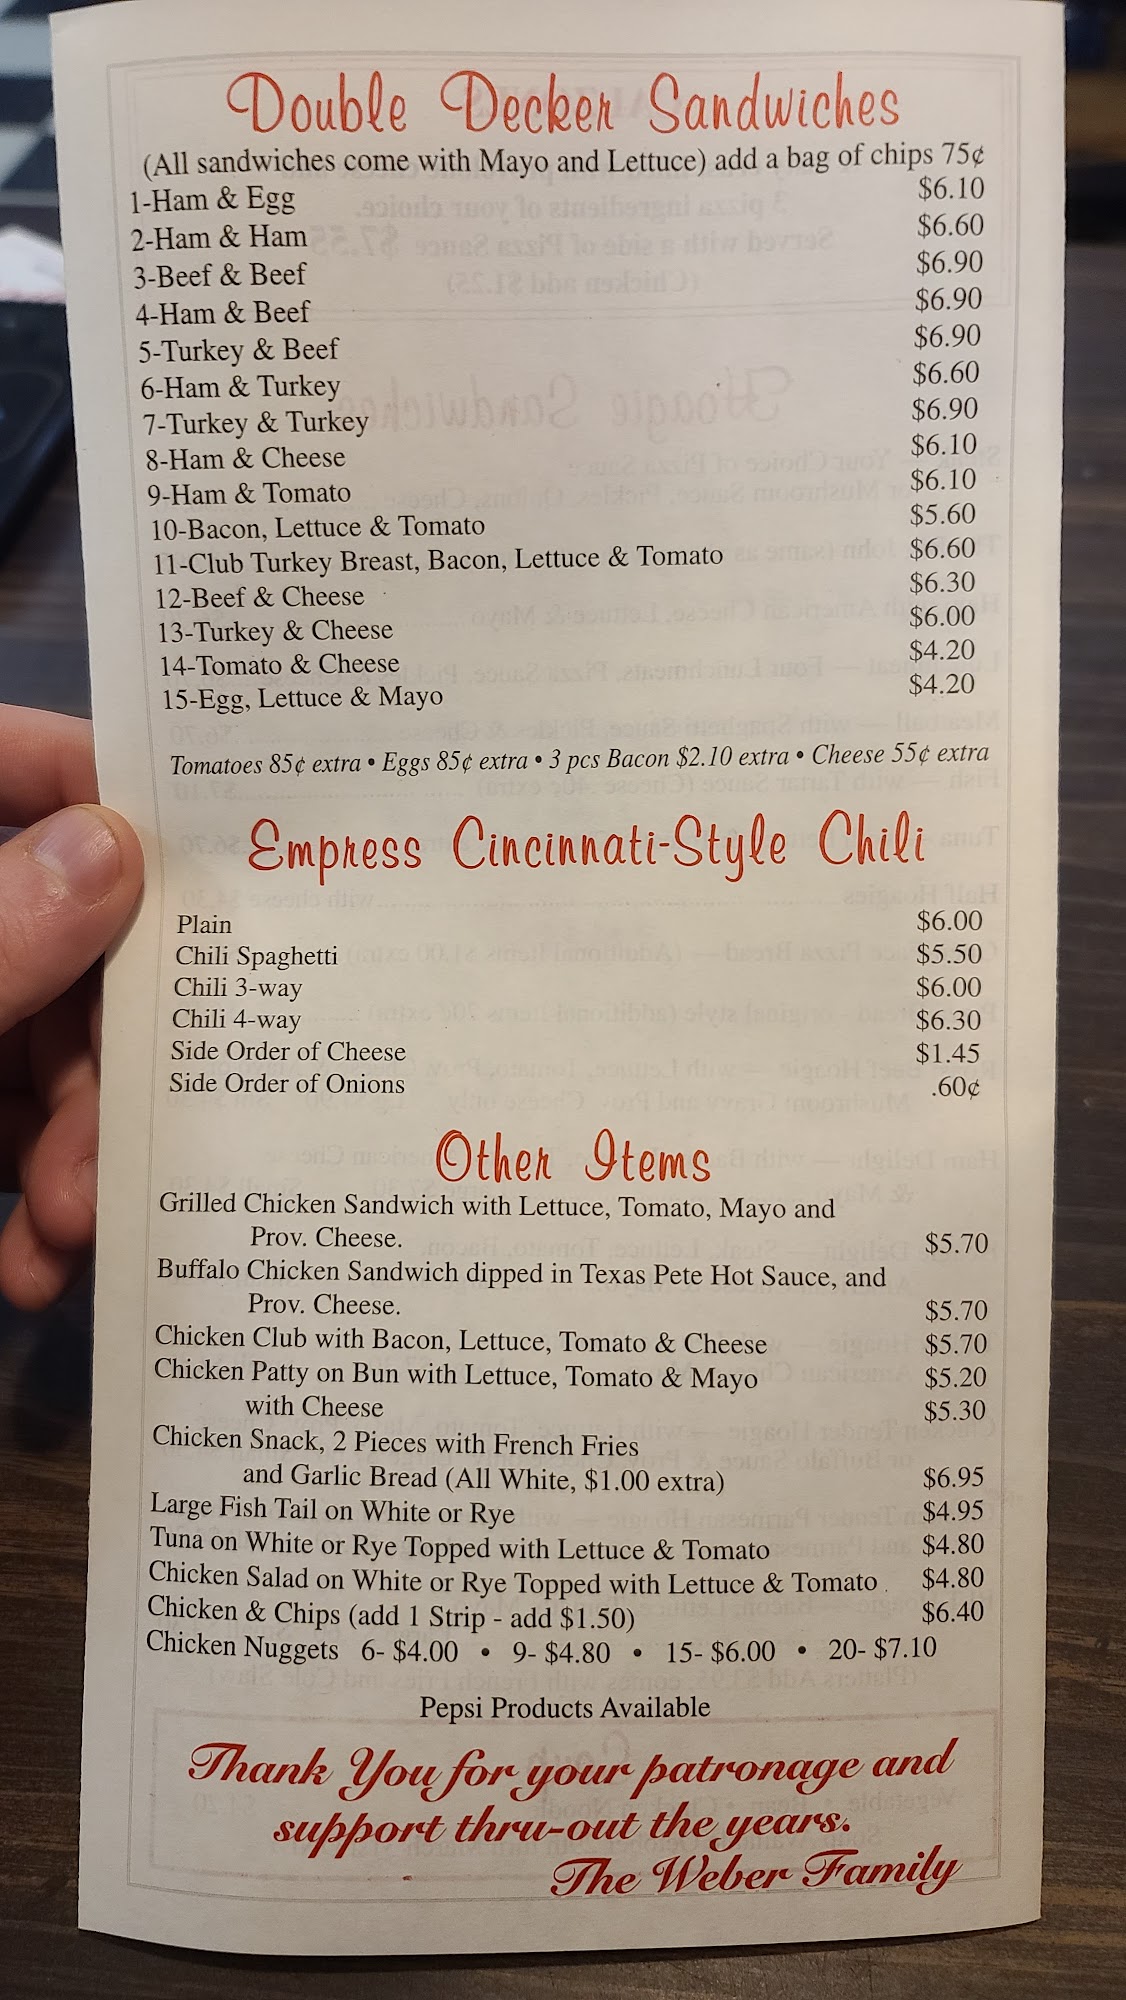 Double Decker Sandwiches
(All sandwiches come with Mayo and Lettuce) add a bag of chips 75¢
1-Ham & Egg $6.10
2-Ham & Ham $6.60
3-Beef & Beef $6.90
4-Ham & Beef $6.90
5-Turkey & Beef $6.90
6-Ham & Turkey $6.60
7-Turkey & Turkey $6.90
8-Ham & Cheese $6.10
9-Ham & Tomato $6.10
10-Bacon, Lettuce & Tomato $5.60
11-Club Turkey Breast, Bacon, Lettuce & Tomato $6.60
12-Beef & Cheese $6.30
13-Turkey & Cheese $6.00
14-Tomato & Cheese $4.20
15-Egg, Lettuce & Mayo $4.20
Tomatoes 85¢ extra • Eggs 85¢ extra • 3 pcs Bacon $2.10 extra • Cheese 55¢ extra
Empress Cincinnati-Style Chili
Plain $6.00
Chili Spaghetti $5.50
Chili 3-way $6.00
Chili 4-way $6.30
Side Order of Cheese $1.45
Side Order of Onions .60¢
Other Items
Grilled Chicken Sandwich with Lettuce, Tomato, Mayo and
Prov. Cheese. $5.70
Buffalo Chicken Sandwich dipped in Texas Pete Hot Sauce, and
Prov. Cheese. $5.70
Chicken Club with Bacon, Lettuce, Tomato & Cheese $5.70
Chicken Patty on Bun with Lettuce, Tomato & Mayo $5.20
with Cheese $5.30
Chicken Snack, 2 Pieces with French Fries
and Garlic Bread (All White, $1.00 extra) $6.95
Large Fish Tail on White or Rye $4.95
Tuna on White or Rye Topped with Lettuce & Tomato $4.80
Chicken Salad on White or Rye Topped with Lettuce & Tomato $4.80
Chicken & Chips (add 1 Strip - add $1.50) $6.40
Chicken Nuggets 6- $4.00 • 9- $4.80 • 15- $6.00 • 20- $7.10
Pepsi Products Available
Thank You for your patronage and
support thru-out the years.
The Weber Family